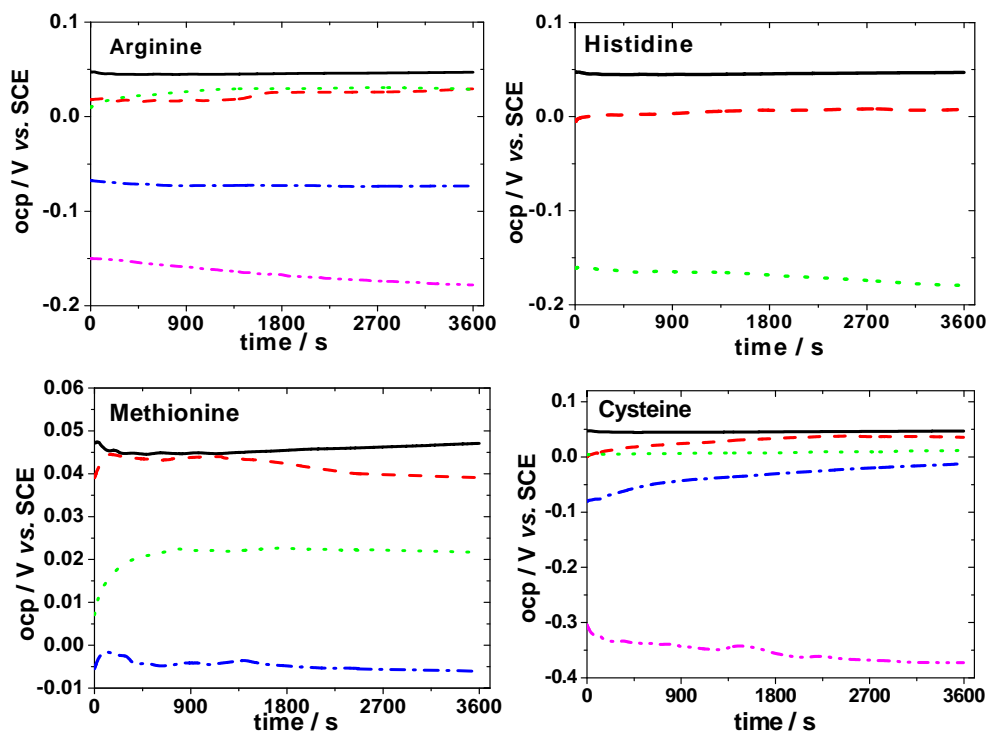 Arginine
0.1
0.0
-0.1
-0.2
ocp / V vs. SCE
0 900 1800 2700 3600
time / s
Histidine
0.1
0.0
-0.1
-0.2
ocp / V vs. SCE
0 900 1800 2700 3600
time / s
Methionine
0.06
0.05
0.04
0.03
0.02
0.01
0.00
-0.01
ocp / V vs. SCE
0 900 1800 2700 3600
time / s
Cysteine
0.1
0.0
-0.1
-0.2
-0.3
-0.4
ocp / V vs. SCE
0 900 1800 2700 3600
time / s